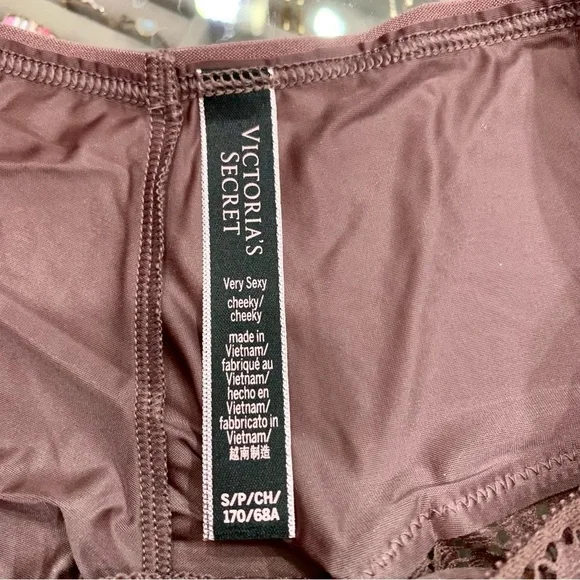 VICTORIA'S
SECRET
Very Sexy
cheeky/
cheeky
made in
Vietnam/
fabriqué au
Vietnam/
hecho en
Vietnam/
fabbricato in
Vietnam/
越南制造
S/P/CH/
170/68A